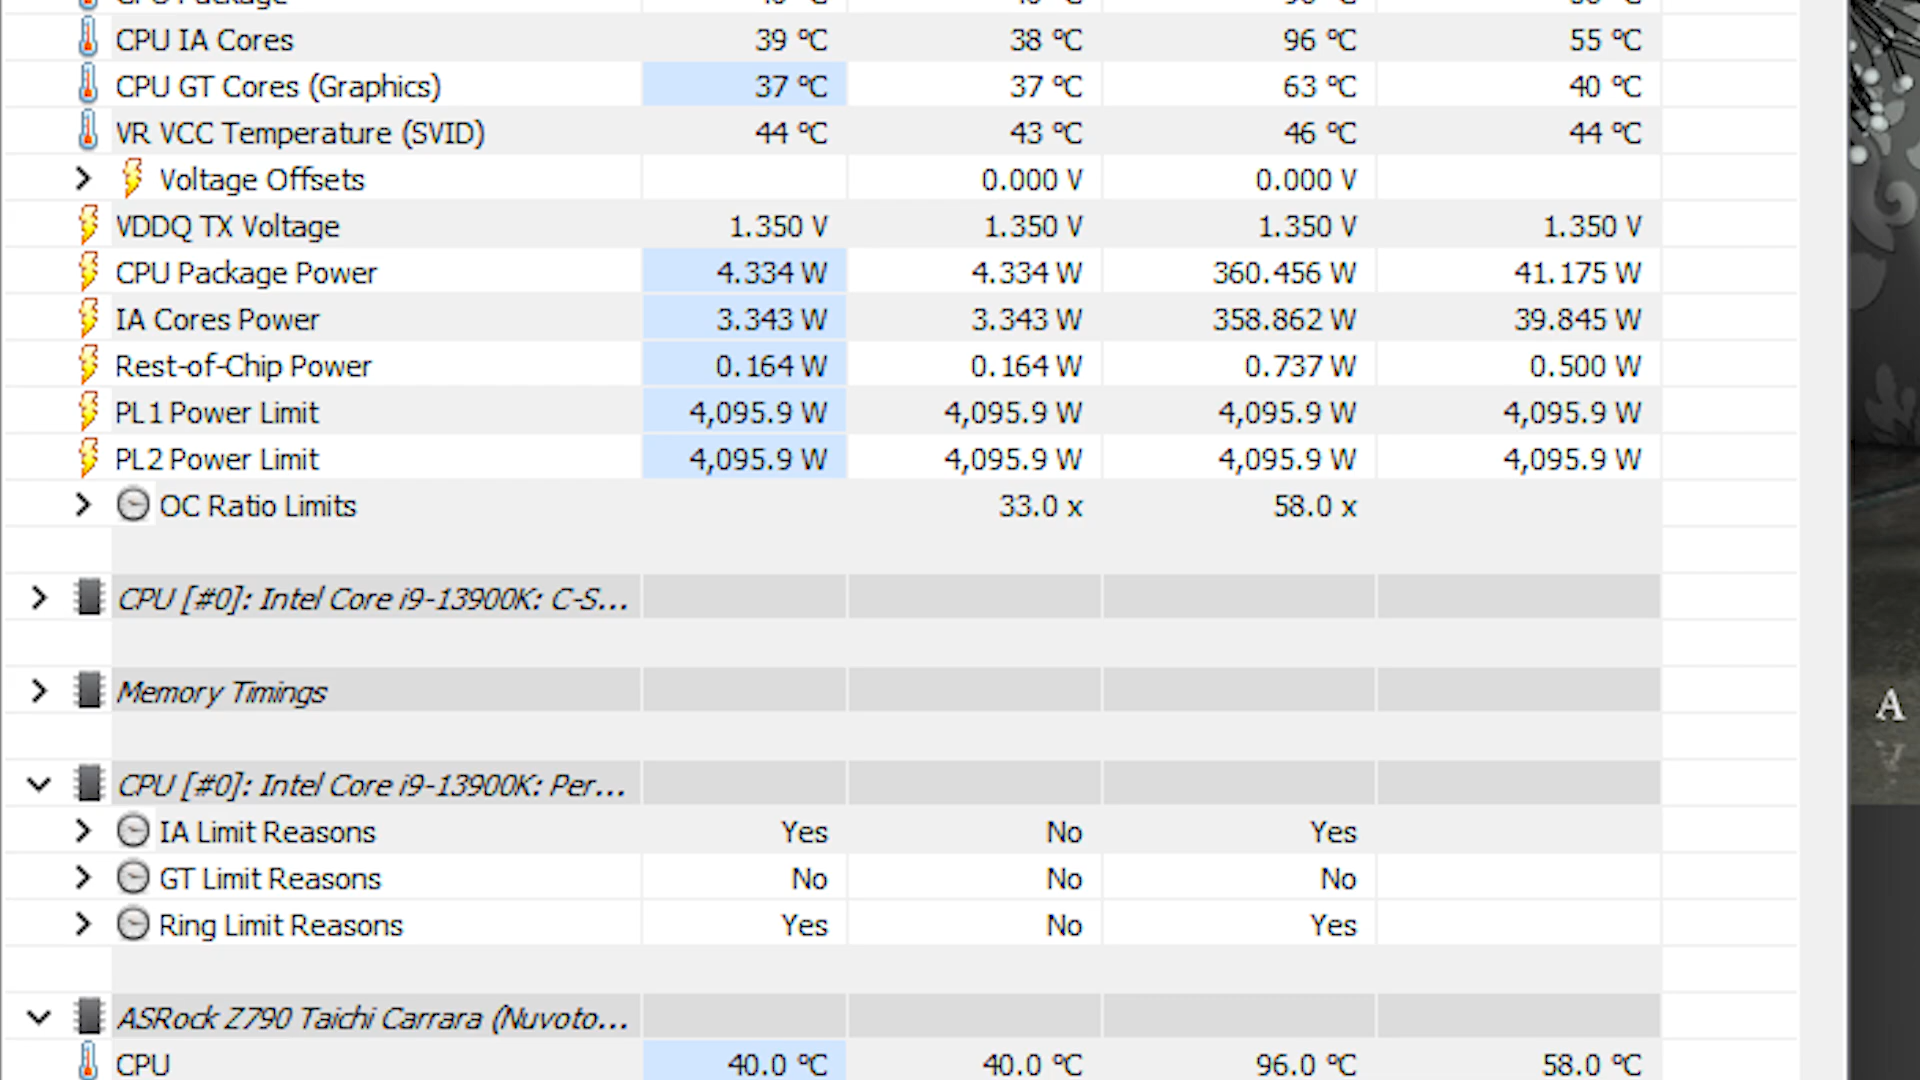 CPU Package
CPU IA Cores 39 °C 38 °C 96 °C 55 °C
CPU GT Cores (Graphics) 37 °C 37 °C 63 °C 40 °C
VR VCC Temperature (SVID) 44 °C 43 °C 46 °C 44 °C
Voltage Offsets 0.000 V 0.000 V
VDDQ TX Voltage 1.350 V 1.350 V 1.350 V 1.350 V
CPU Package Power 4.334 W 4.334 W 360.456 W 41.175 W
IA Cores Power 3.343 W 3.343 W 358.862 W 39.845 W
Rest-of-Chip Power 0.164 W 0.164 W 0.737 W 0.500 W
PL1 Power Limit 4,095.9 W 4,095.9 W 4,095.9 W 4,095.9 W
PL2 Power Limit 4,095.9 W 4,095.9 W 4,095.9 W 4,095.9 W
OC Ratio Limits 33.0 x 58.0 x
CPU [#0]: Intel Core i9-13900K: C-S...
Memory Timings
CPU [#0]: Intel Core i9-13900K: Per...
IA Limit Reasons Yes No Yes
GT Limit Reasons No No No
Ring Limit Reasons Yes No Yes
ASRock Z790 Taichi Carrara (Nuvoto...
CPU 40.0 °C 40.0 °C 96.0 °C 58.0 °C
A